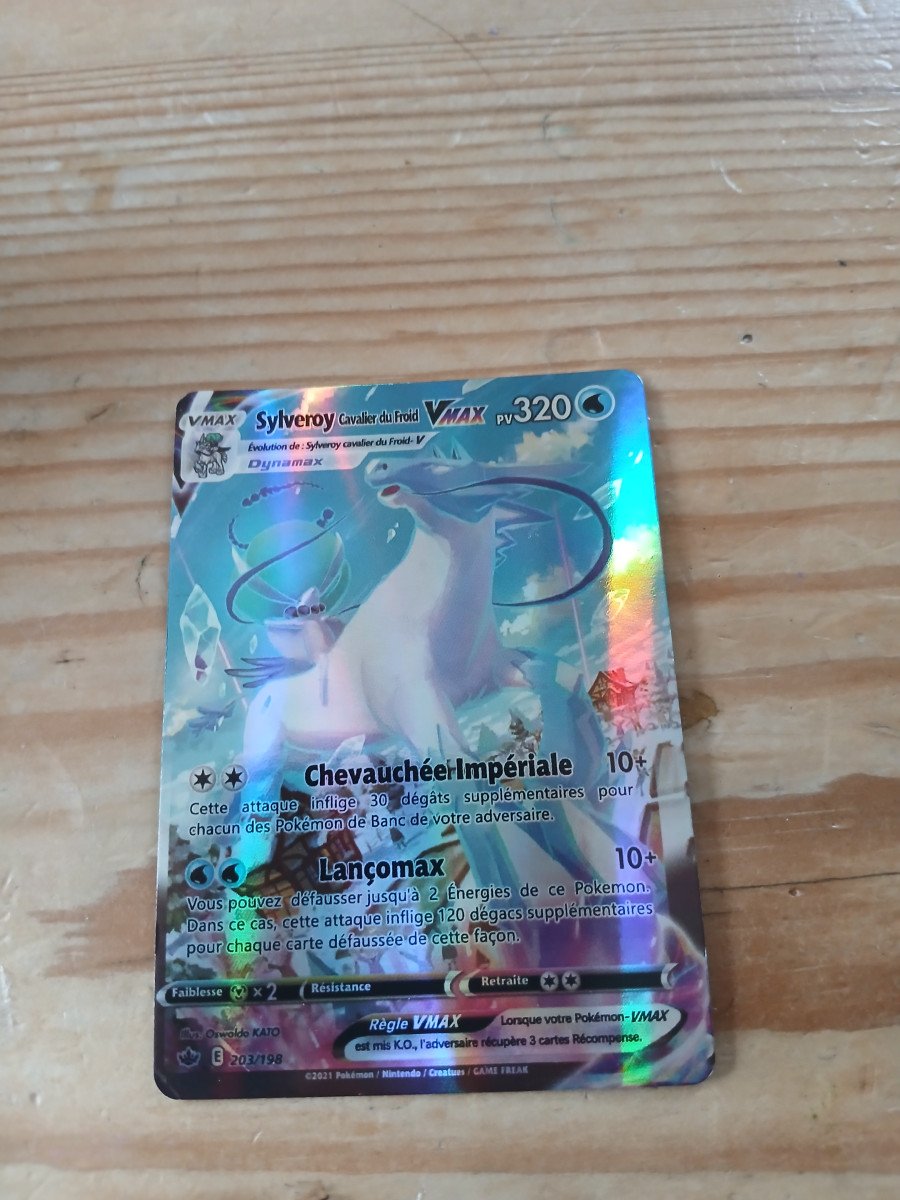 VMAX Sylveroy Cavalier du Froid VMAX PV 320
Évolution de : Sylveroy cavalier du Froid-V
Dynamax
Chevauchée Impériale 10+
Cette attaque inflige 30 dégâts supplémentaires pour
chacun des Pokémon de Banc de votre adversaire.
Lançomax 10+
Vous pouvez défausser jusqu'à 2 Énergies de ce Pokemon.
Dans ce cas, cette attaque inflige 120 dégacs supplémentaires
pour chaque carte défaussée de cette façon.
Faiblesse ×2 Résistance Retraite
Illus. Oswoldo KATO
Règle VMAX Lorsque votre Pokémon-VMAX
est mis K.O., l'adversaire récupère 3 cartes Récompense.
E 203/198
©2021 Pokémon / Nintendo / Creatues / GAME FREAK